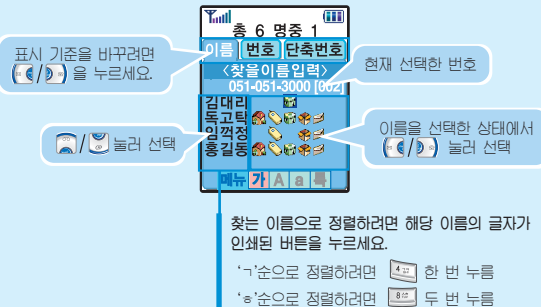 총 6 명중 1
이름 번호 단축번호
<찾을이름입력>
051-051-3000 [002]
김대리
독고탁
임꺽정
홍길동
메뉴 가 A a 특
표시 기준을 바꾸려면
( / ) 을 누르세요.
현재 선택한 번호
/ 눌러 선택
이름을 선택한 상태에서
( / ) 눌러 선택
찾는 이름으로 정렬하려면 해당 이름의 글자가
인쇄된 버튼을 누르세요.
‘ㄱ’순으로 정렬하려면 한 번 누름
‘ㅎ’순으로 정렬하려면 두 번 누름